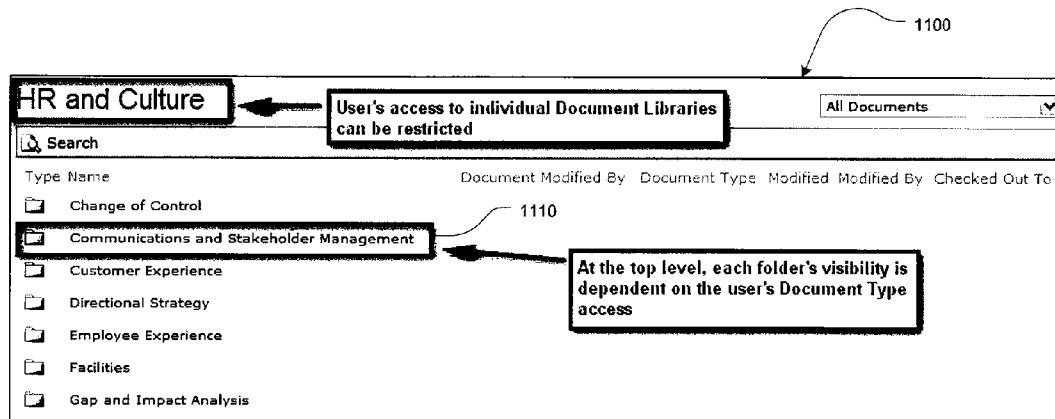 1100
HR and Culture
User's access to individual Document Libraries
can be restricted
All Documents
Search
Type Name Document Modified By Document Type Modified Modified By Checked Out To
Change of Control
1110
Communications and Stakeholder Management
Customer Experience
At the top level, each folder's visibility is
dependent on the user's Document Type
access
Directional Strategy
Employee Experience
Facilities
Gap and Impact Analysis